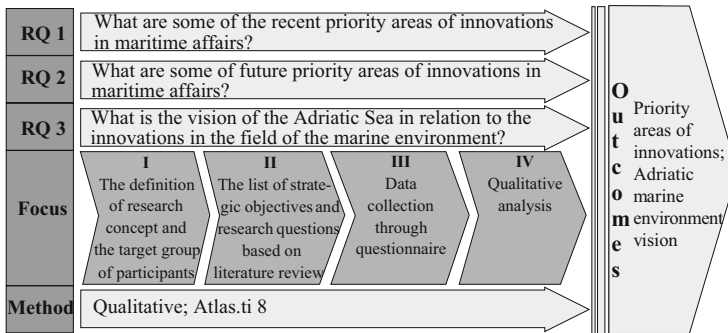 RQ 1
What are some of the recent priority areas of innovations
in maritime affairs?
RQ 2
What are some of future priority areas of innovations in
maritime affairs?
RQ 3
What is the vision of the Adriatic Sea in relation to the
innovations in the field of the marine environment?
Focus
I
The definition
of research
concept and
the target group
of participants
II
The list of strate-
gic objectives and
research questions
based on
literature review
III
Data
collection
through
questionnaire
IV
Qualitative
analysis
Method
Qualitative; Atlas.ti 8
Outcomes
Priority
areas of
innovations;
Adriatic
marine
environment
vision